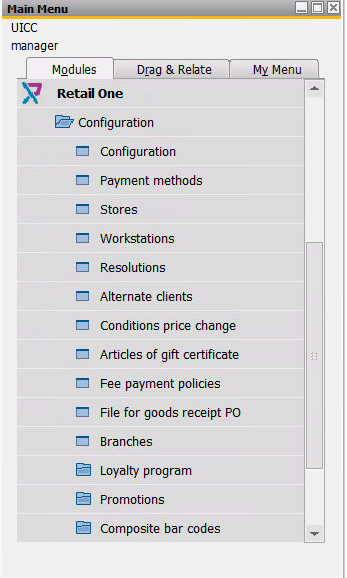 Main Menu
UICC
manager
Modules
Drag & Relate
My Menu
Retail One
Configuration
Configuration
Payment methods
Stores
Workstations
Resolutions
Alternate clients
Conditions price change
Articles of gift certificate
Fee payment policies
File for goods receipt PO
Branches
Loyalty program
Promotions
Composite bar codes